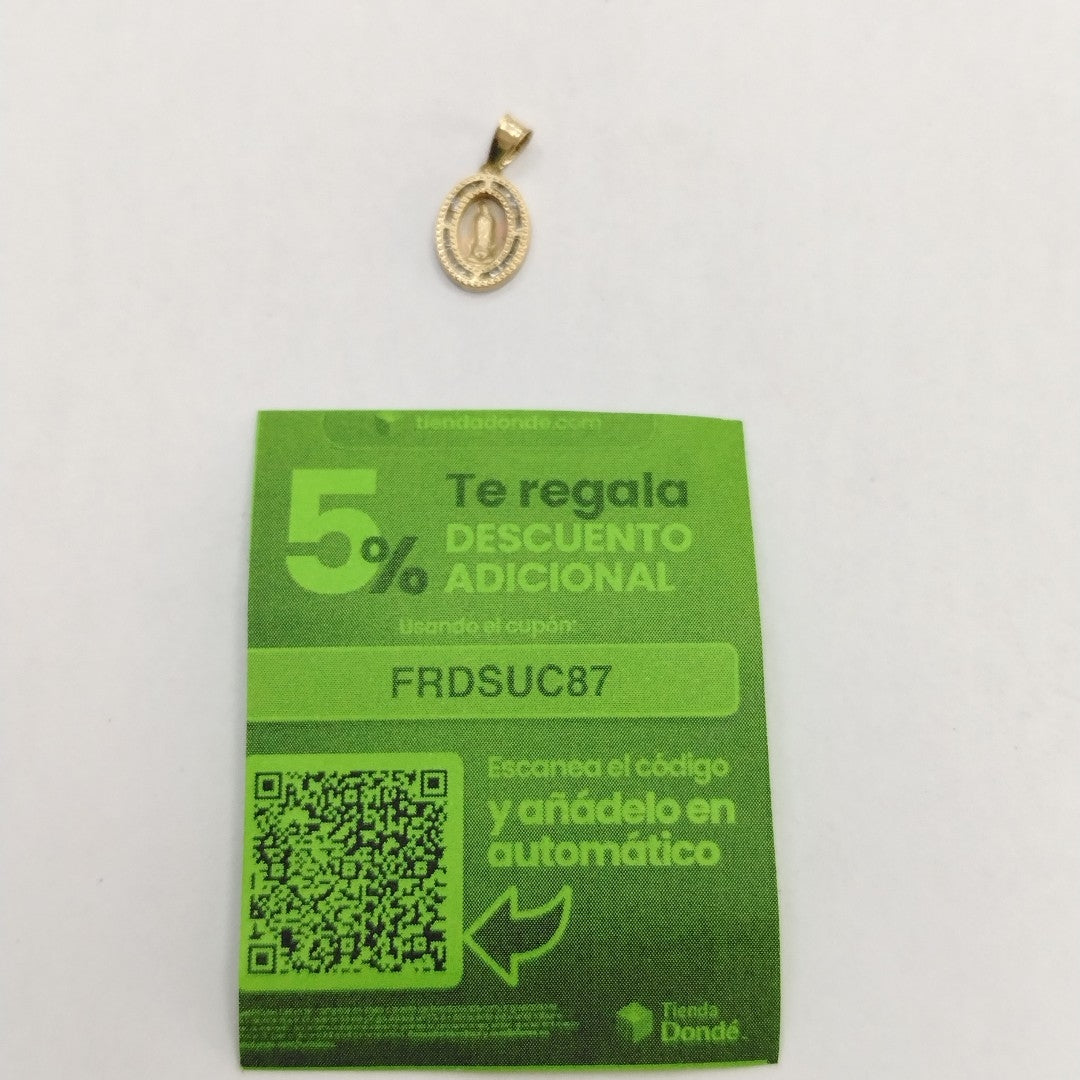 tiendadonde.com
5% Te regala
DESCUENTO
ADICIONAL
Usando el cupón:
FRDSUC87
Escanea el código
y añádelo en
automático
Tienda
Dondé